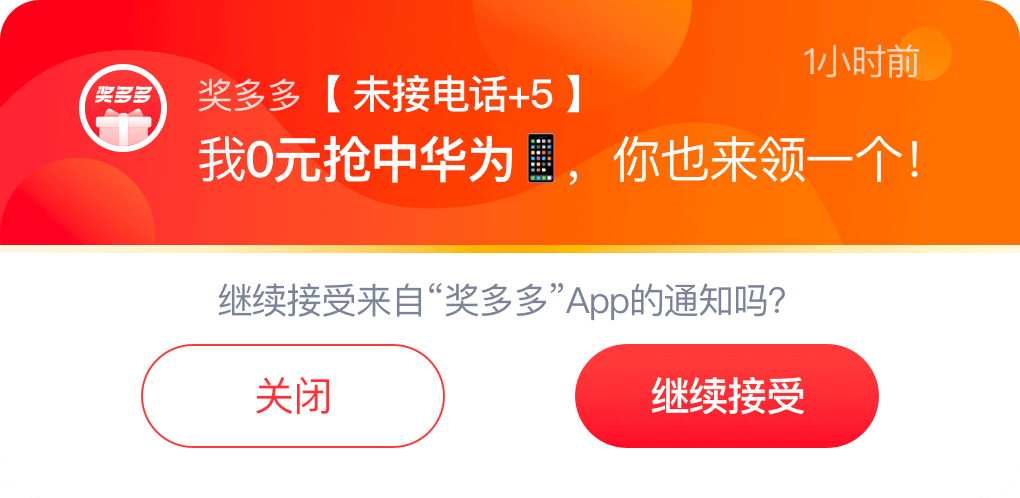 1小时前
奖多多
奖多多【 未接电话+5 】
我0元抢中华为📱，你也来领一个！
继续接受来自“奖多多”App的通知吗？
关闭
继续接受